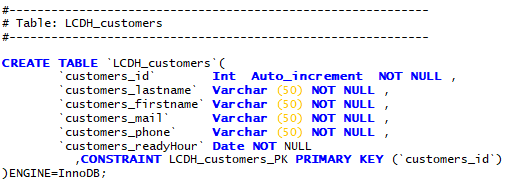 #------------------------------------------------------------
# Table: LCDH_customers
#------------------------------------------------------------
CREATE TABLE `LCDH_customers`(
        `customers_id`        Int  Auto_increment  NOT NULL ,
        `customers_lastname`  Varchar (50) NOT NULL ,
        `customers_firstname` Varchar (50) NOT NULL ,
        `customers_mail`      Varchar (50) NOT NULL ,
        `customers_phone`     Varchar (50) NOT NULL ,
        `customers_readyHour` Date NOT NULL
          ,CONSTRAINT LCDH_customers_PK PRIMARY KEY (`customers_id`)
)ENGINE=InnoDB;